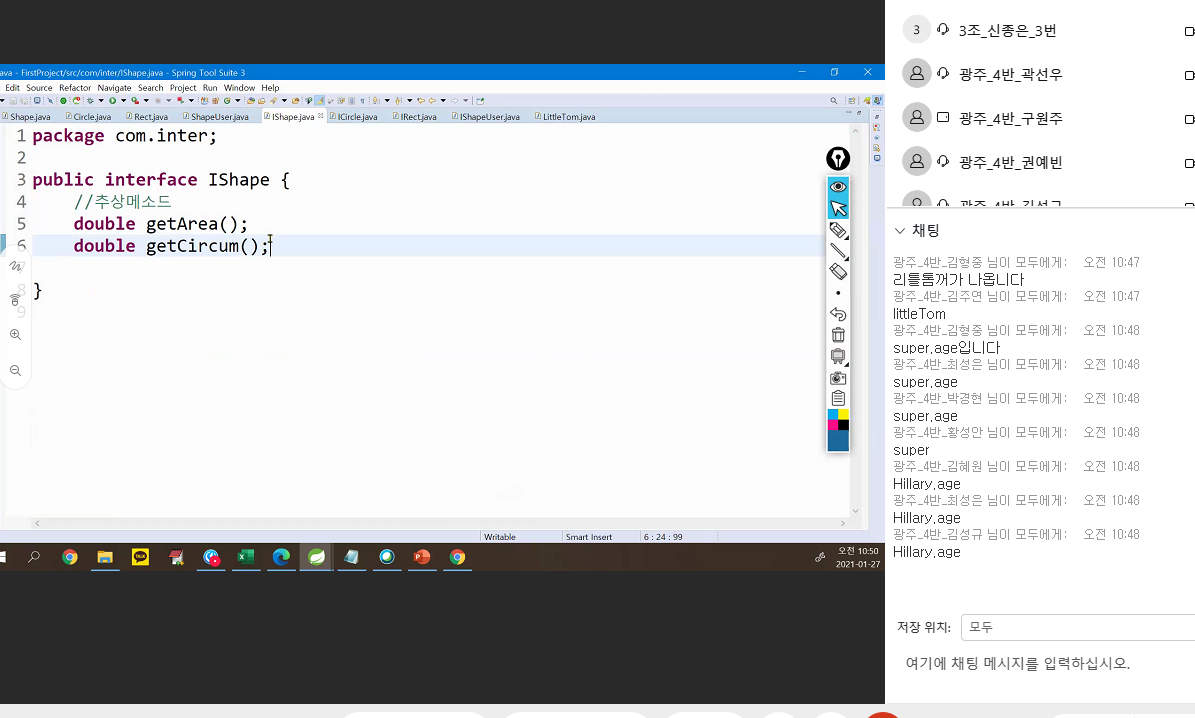 ava - FirstProject/src/com/inter/IShape.java - Spring Tool Suite 3
Edit Source Refactor Navigate Search Project Run Window Help
Shape.java Circle.java Rect.java ShapeUser.java IShape.java ICircle.java IRect.java IShapeUser.java LittleTom.java
1 package com.inter;
2
3 public interface IShape {
4 //추상메소드
5 double getArea();
6 double getCircum();
7
8 }
9
Writable Smart Insert 6 : 24 : 99
TALK
오전 10:50
2021-01-27
3 3조_신종은_3번
광주_4반_곽선우
광주_4반_구원주
광주_4반_권예빈
채팅
광주_4반_김형중 님이 모두에게: 오전 10:47
리틀톰꺼가 나옵니다
광주_4반_김주연 님이 모두에게: 오전 10:47
littleTom
광주_4반_김형중 님이 모두에게: 오전 10:48
super.age입니다
광주_4반_최성은 님이 모두에게: 오전 10:48
super.age
광주_4반_박경현 님이 모두에게: 오전 10:48
super.age
광주_4반_황성안 님이 모두에게: 오전 10:48
super
광주_4반_김혜원 님이 모두에게: 오전 10:48
Hillary.age
광주_4반_최성은 님이 모두에게: 오전 10:48
Hillary.age
광주_4반_김성규 님이 모두에게: 오전 10:48
Hillary.age
저장 위치: 모두
여기에 채팅 메시지를 입력하십시오.